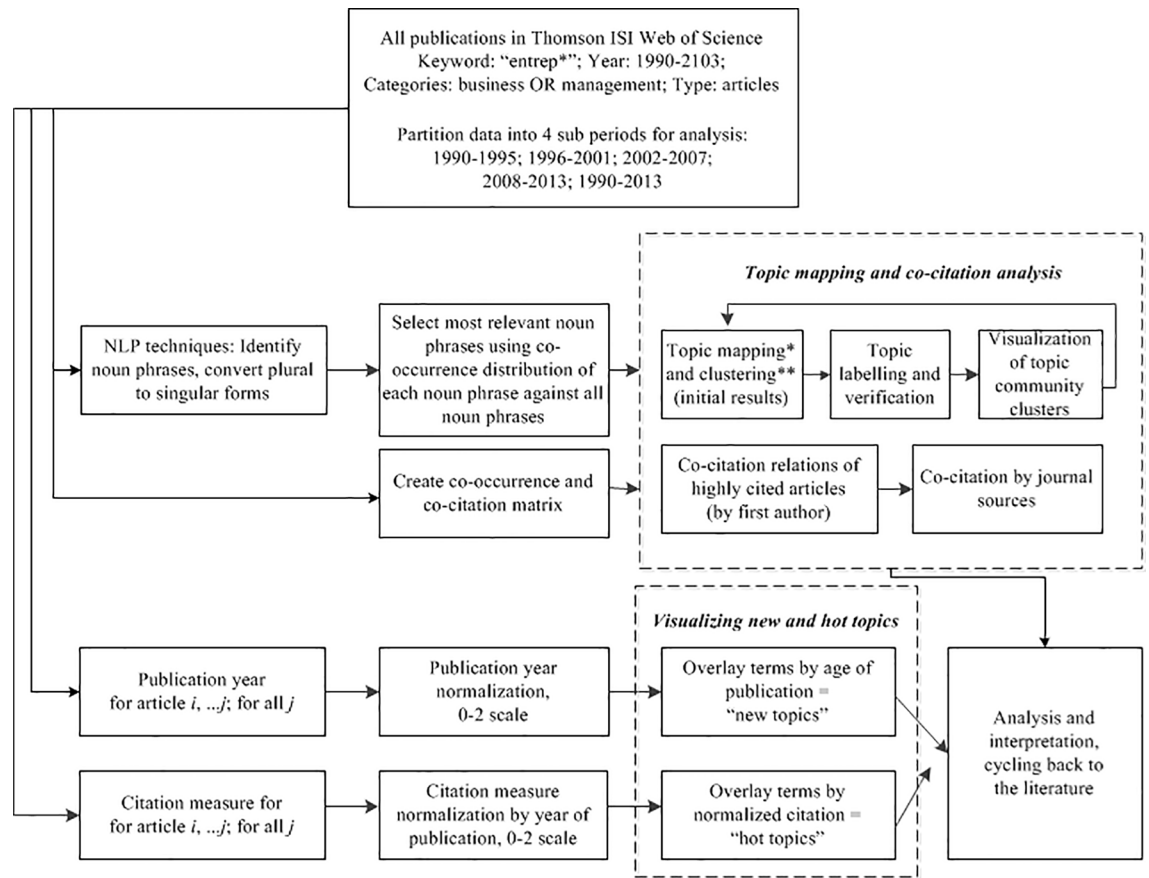 All publications in Thomson ISI Web of Science
Keyword: “entrep*”; Year: 1990-2103;
Categories: business OR management; Type: articles
Partition data into 4 sub periods for analysis:
1990-1995; 1996-2001; 2002-2007;
2008-2013; 1990-2013
Topic mapping and co-citation analysis
NLP techniques: Identify
noun phrases, convert plural
to singular forms
Select most relevant noun
phrases using co-
occurrence distribution of
each noun phrase against all
noun phrases
Topic mapping*
and clustering**
(initial results)
Topic
labelling and
verification
Visualization
of topic
community
clusters
Create co-occurrence and
co-citation matrix
Co-citation relations of
highly cited articles
(by first author)
Co-citation by journal
sources
Visualizing new and hot topics
Publication year
for article i, ...j; for all j
Publication year
normalization,
0-2 scale
Overlay terms by age of
publication =
“new topics”
Analysis and
interpretation,
cycling back to
the literature
Citation measure for
for article i, ...j; for all j
Citation measure
normalization by year of
publication, 0-2 scale
Overlay terms by
normalized citation =
“hot topics”